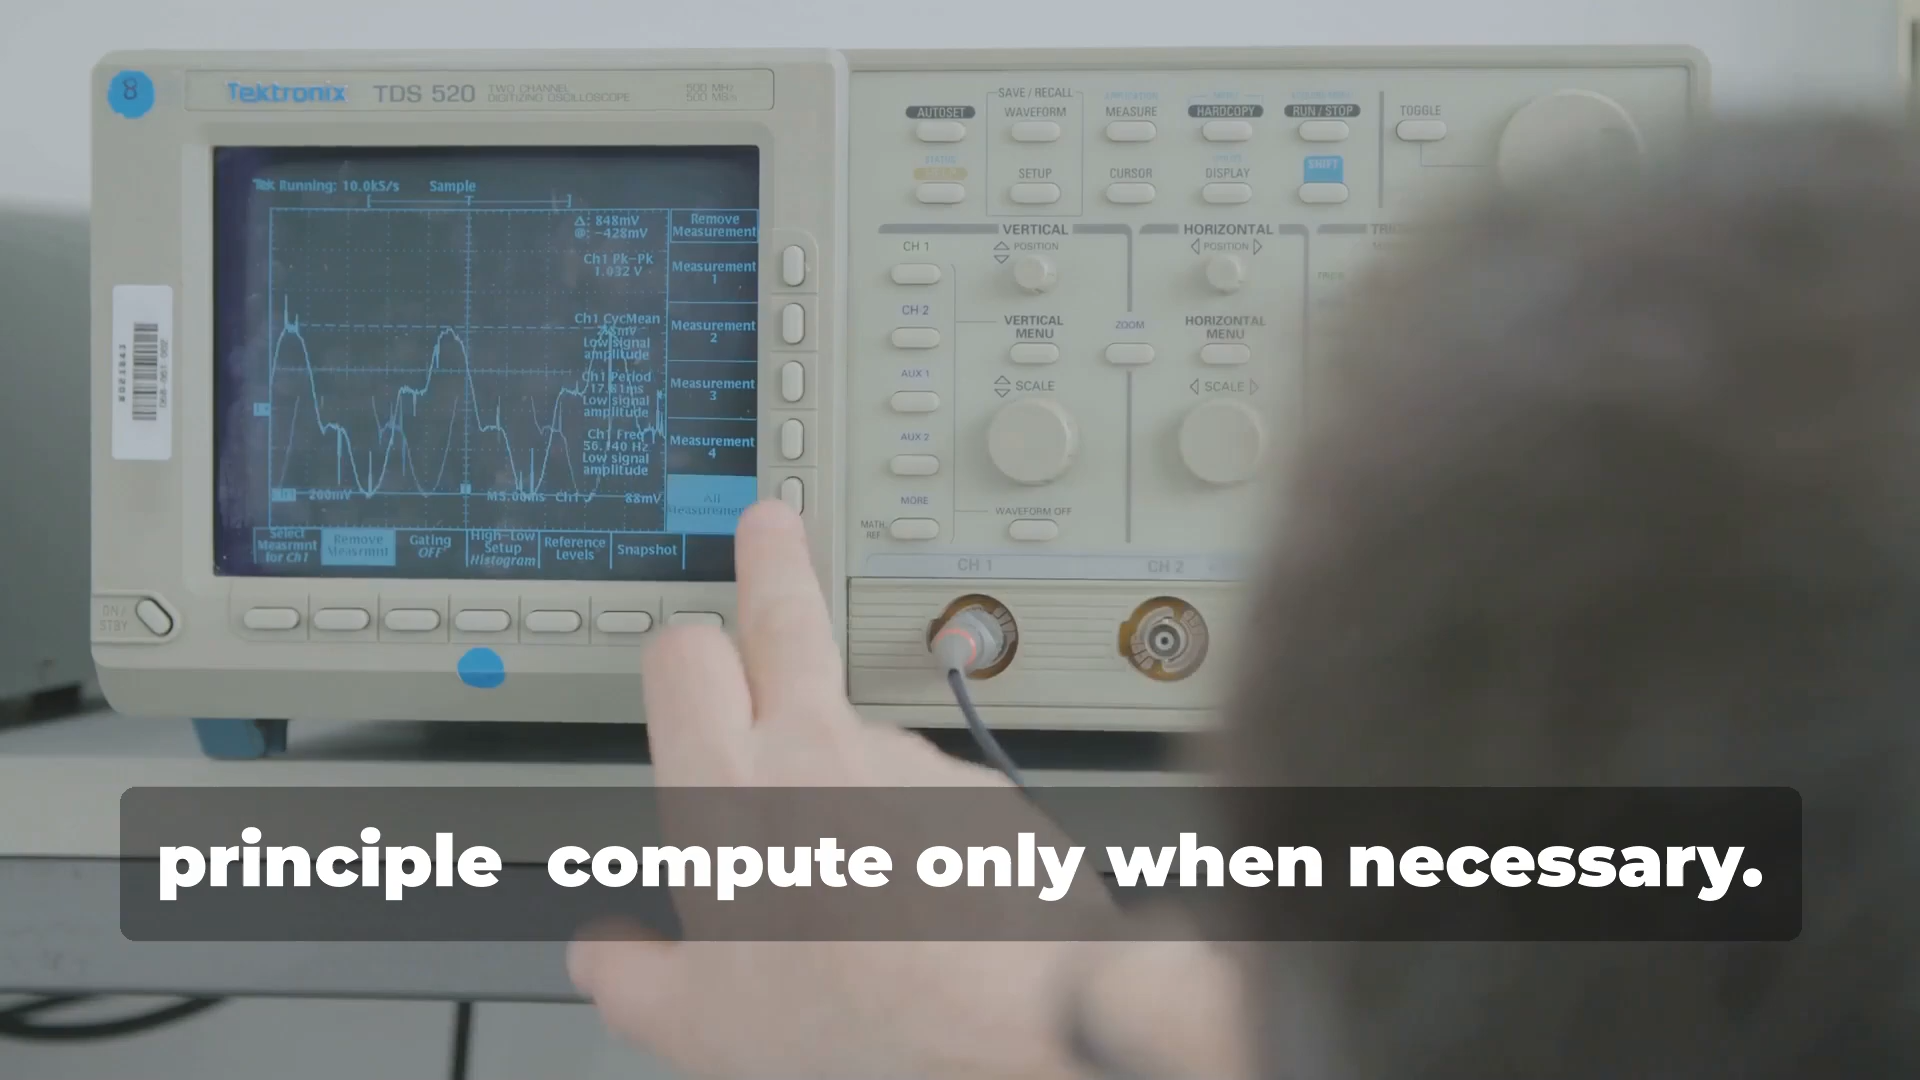 8
Tektronix TDS 520 TWO CHANNEL DIGITIZING OSCILLOSCOPE 500 MHz 500 MS/s
Tek Running: 10.0kS/s Sample
Δ: 848mV
@: -428mV
Ch1 Pk-Pk
1.032 V
Ch1 CycMean
Low signal
amplitude
Ch1 Period
17.81ms
Low signal
amplitude
Ch1 Freq
56.140 Hz
Low signal
amplitude
Ch1 200mV M5.00ms Ch1 88mV
Remove
Measurement
Measurement
1
Measurement
2
Measurement
3
Measurement
4
All
Measurements
Select
Measrmnt
for Ch1
Remove
Measrmnt
Gating
OFF
High-Low
Setup
Histogram
Reference
Levels
Snapshot
ON/
STBY
AUTOSET
SAVE / RECALL
WAVEFORM
MEASURE
HARDCOPY
RUN / STOP
TOGGLE
STATUS
SETUP
CURSOR
DISPLAY
SHIFT
VERTICAL
POSITION
HORIZONTAL
POSITION
CH 1
CH 2
VERTICAL
MENU
ZOOM
HORIZONTAL
MENU
AUX 1
SCALE
SCALE
AUX 2
MORE
MATH
REF
WAVEFORM OFF
CH 1
CH 2
principle compute only when necessary.